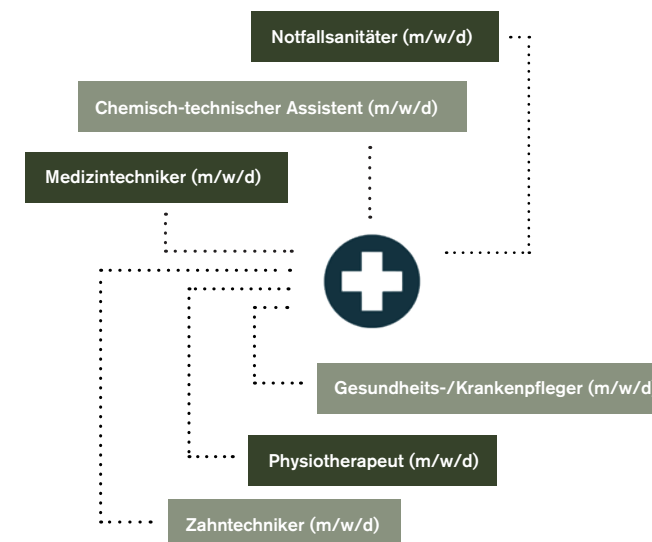 Notfallsanitäter (m/w/d)
Chemisch-technischer Assistent (m/w/d)
Medizintechniker (m/w/d)
Gesundheits-/Krankenpfleger (m/w/d
Physiotherapeut (m/w/d)
Zahntechniker (m/w/d)